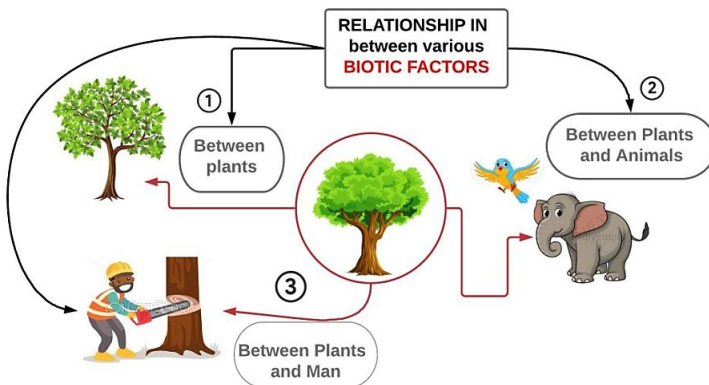 RELATIONSHIP IN
between various
BIOTIC FACTORS
1
Between
plants
2
Between Plants
and Animals
3
Between Plants
and Man